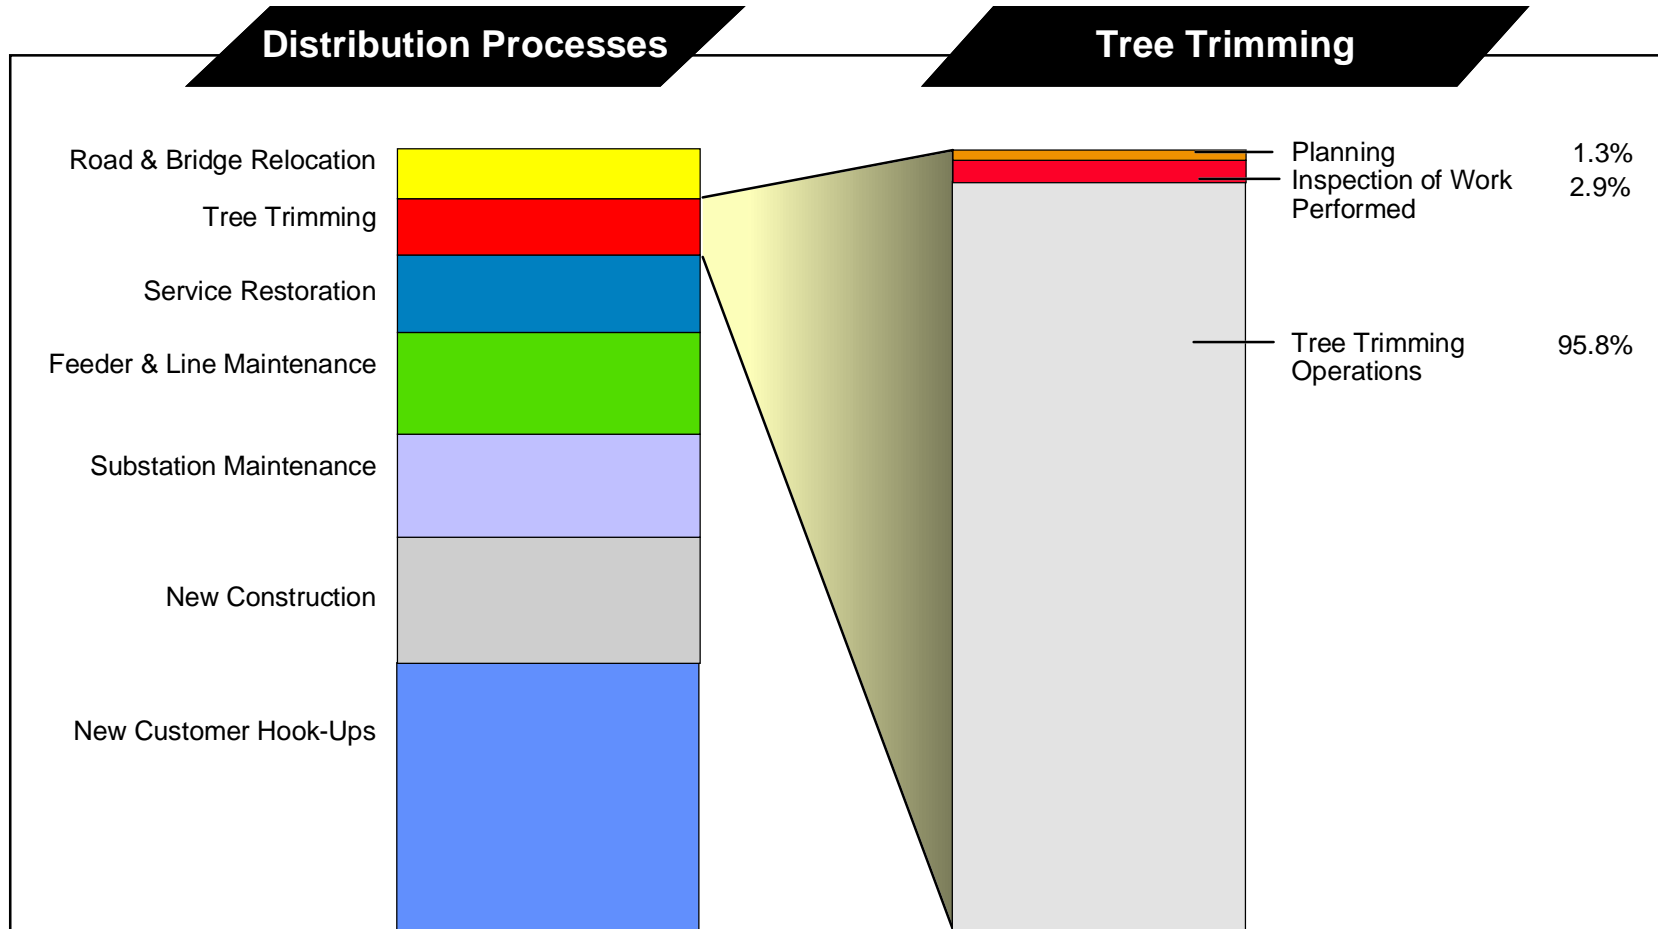 Distribution Processes
Tree Trimming
Road & Bridge Relocation
Tree Trimming
Service Restoration
Feeder & Line Maintenance
Substation Maintenance
New Construction
New Customer Hook-Ups
Planning 1.3%
Inspection of Work 2.9%
Performed
Tree Trimming 95.8%
Operations